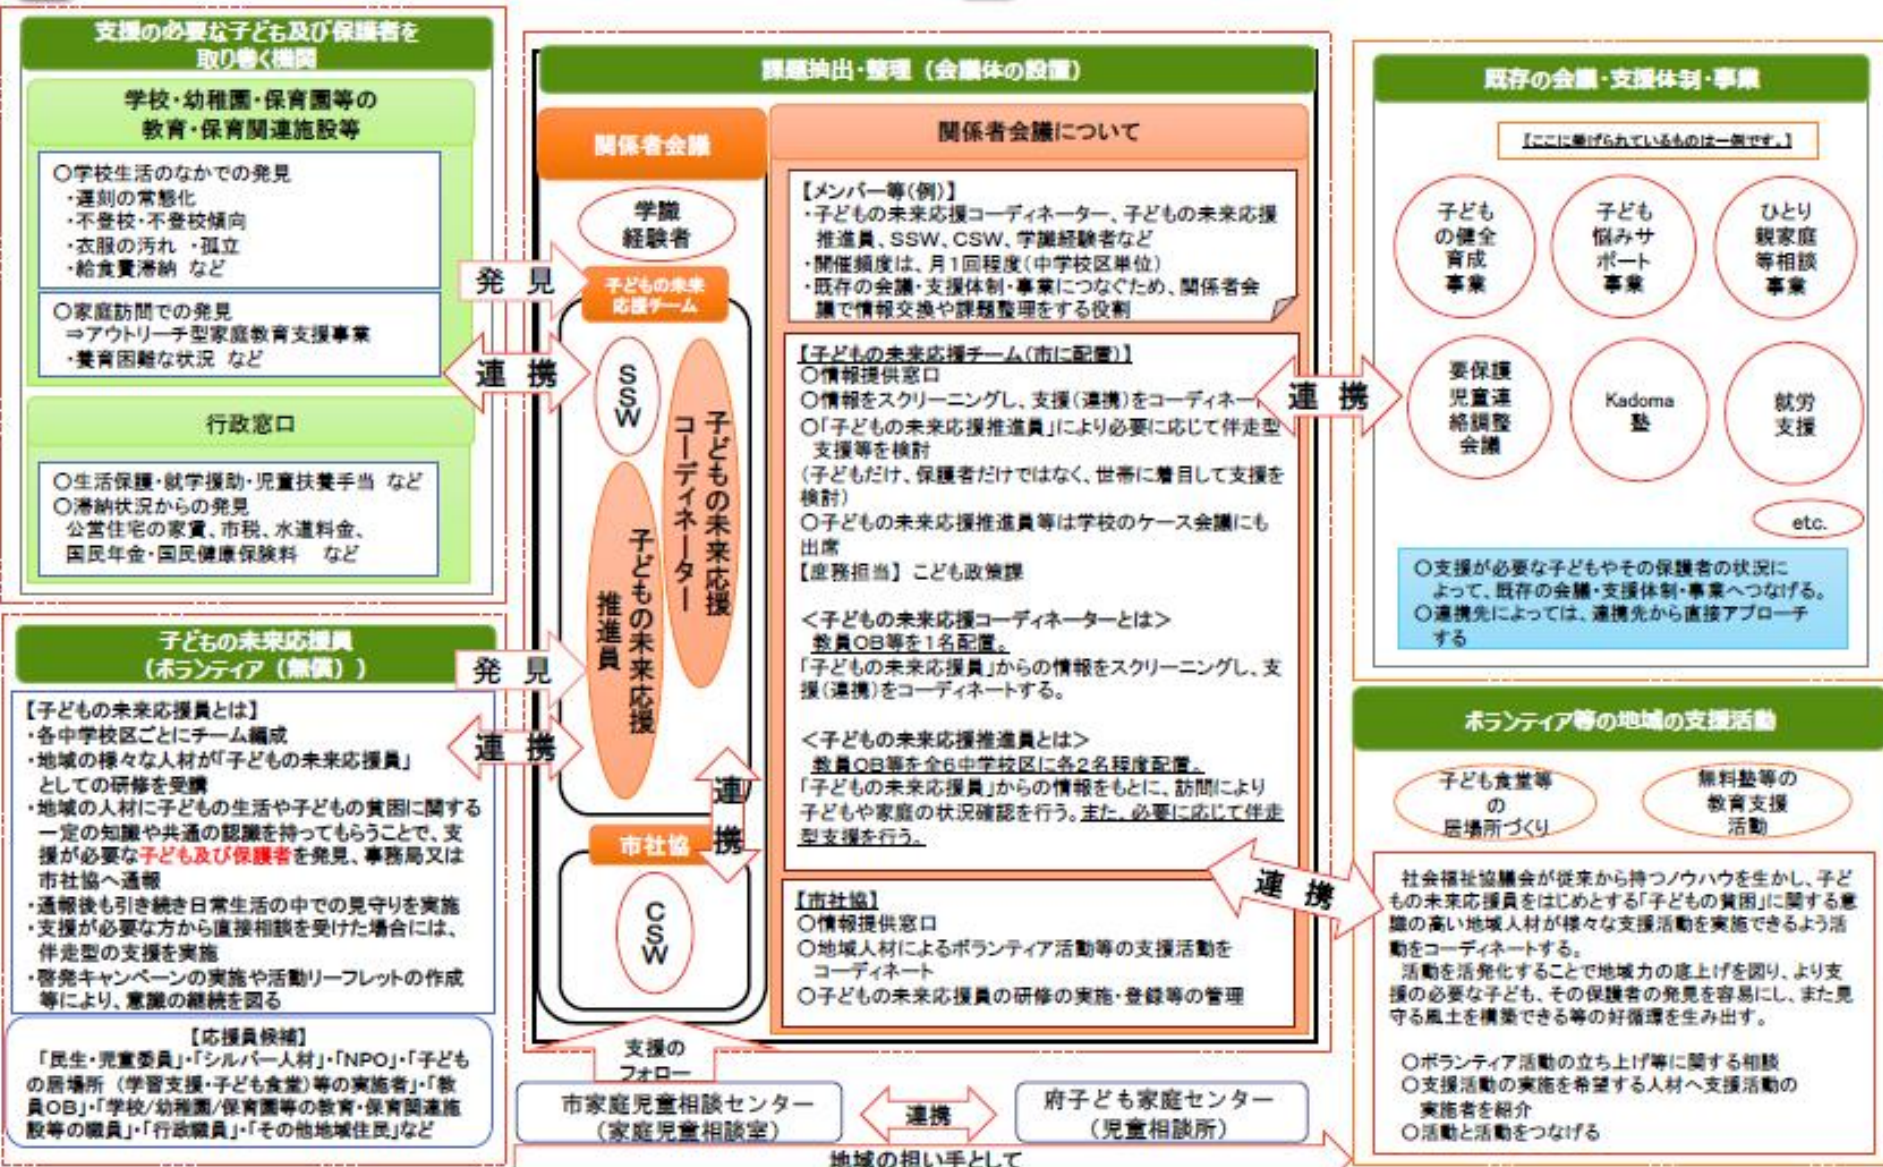 支援の必要な子ども及び保護者を
取り巻く機関
学校・幼稚園・保育園等の
教育・保育関連施設等
〇学校生活のなかでの発見
・遅刻の常態化
・不登校・不登校傾向
・衣服の汚れ ・孤立
・給食費滞納 など
〇家庭訪問での発見
⇒アウトリーチ型家庭教育支援事業
・養育困難な状況 など
行政窓口
〇生活保護・就学援助・児童扶養手当 など
〇滞納状況からの発見
公営住宅の家賃、市税、水道料金、
国民年金・国民健康保険料 など
子どもの未来応援員
（ボランティア（無償））
【子どもの未来応援員とは】
・各中学校区ごとにチーム編成
・地域の様々な人材が「子どもの未来応援員」
としての研修を受講
・地域の人材に子どもの生活や子どもの貧困に関する
一定の知識や共通の認識を持ってもらうことで、支
援が必要な子ども及び保護者を発見、事務局又は
市社協へ通報
・通報後も引き続き日常生活の中での見守りを実施
・支援が必要な方から直接相談を受けた場合には、
伴走型の支援を実施
・啓発キャンペーンの実施や活動リーフレットの作成
等により、意識の継続を図る
【応援員候補】
「民生・児童委員」・「シルバー人材」・「NPO」・「子ども
の居場所（学習支援・子ども食堂）等の実施者」・「教
員OB」・「学校/幼稚園/保育園等の教育・保育関連施
設等の職員」・「行政職員」・「その他地域住民」など
発 見
連 携
発 見
連 携
課題抽出・整理（会議体の設置）
関係者会議
学識
経験者
子どもの未来
応援チーム
SSW
子どもの未来応援
コーディネーター
子どもの未来応援
推進員
連携
市社協
CSW
関係者会議について
【メンバー等(例)】
・子どもの未来応援コーディネーター、子どもの未来応援
推進員、SSW、CSW、学識経験者など
・開催頻度は、月1回程度(中学校区単位)
・既存の会議・支援体制・事業につなぐため、関係者会
議で情報交換や課題整理をする役割
【子どもの未来応援チーム(市に配置)】
〇情報提供窓口
〇情報をスクリーニングし、支援(連携)をコーディネート
〇「子どもの未来応援推進員」により必要に応じて伴走型
支援等を検討
(子どもだけ、保護者だけではなく、世帯に着目して支援を
検討)
〇子どもの未来応援推進員等は学校のケース会議にも
出席
【庶務担当】こども政策課
＜子どもの未来応援コーディネーターとは＞
教員OB等を1名配置。
「子どもの未来応援員」からの情報をスクリーニングし、支
援(連携)をコーディネートする。
＜子どもの未来応援推進員とは＞
教員OB等を全6中学校区に各2名程度配置。
「子どもの未来応援員」からの情報をもとに、訪問により
子どもや家庭の状況確認を行う。また、必要に応じて伴走
型支援を行う。
【市社協】
〇情報提供窓口
〇地域人材によるボランティア活動等の支援活動を
コーディネート
〇子どもの未来応援員の研修の実施・登録等の管理
支援の
フォロー
市家庭児童相談センター
（家庭児童相談室）
連携
府子ども家庭センター
（児童相談所）
地域の担い手として
連 携
連 携
既存の会議・支援体制・事業
【ここに挙げられているものは一例です。】
子ども
の健全
育成
事業
子ども
悩みサ
ポート
事業
ひとり
親家庭
等相談
事業
要保護
児童連
絡調整
会議
Kadoma
塾
就労
支援
etc.
〇支援が必要な子どもやその保護者の状況に
よって、既存の会議・支援体制・事業へつなげる。
〇連携先によっては、連携先から直接アプローチ
する
ボランティア等の地域の支援活動
子ども食堂等
の
居場所づくり
無料塾等の
教育支援
活動
社会福祉協議会が従来から持つノウハウを生かし、子ど
もの未来応援員をはじめとする「子どもの貧困」に関する意
識の高い地域人材が様々な支援活動を実施できるよう活
動をコーディネートする。
活動を活発化することで地域力の底上げを図り、より支
援の必要な子ども、その保護者の発見を容易にし、また見
守る風土を構築できる等の好循環を生み出す。
〇ボランティア活動の立ち上げ等に関する相談
〇支援活動の実施を希望する人材へ支援活動の
実施者を紹介
〇活動と活動をつなげる